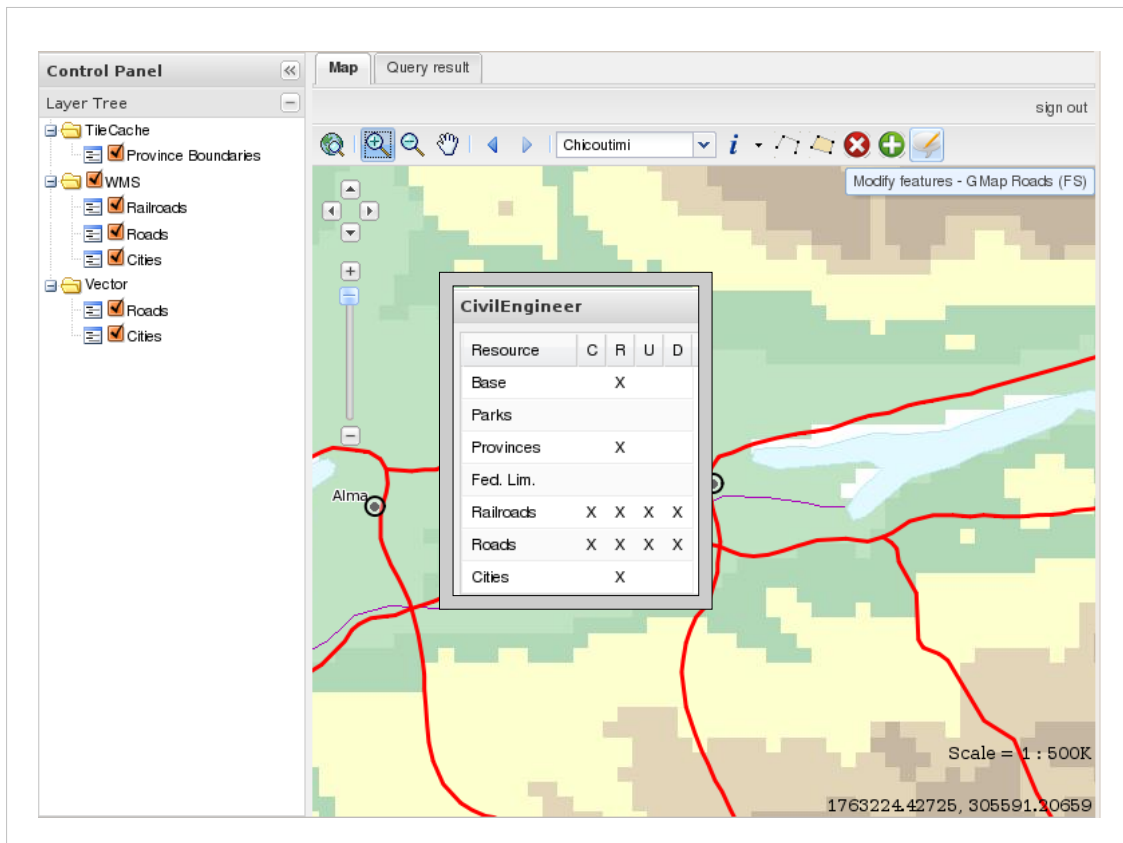 Control Panel
Map
Query result
Layer Tree
sign out
TileCache
Province Boundaries
WMS
Railroads
Roads
Cities
Vector
Roads
Cities
Chicoutimi
i
Modify features - GMap Roads (FS)
CivilEngineer
Resource C R U D
Base X
Parks
Provinces X
Fed. Lim.
Railroads X X X X
Roads X X X X
Cities X
Alma
Scale = 1 : 500K
1763224.42725, 305591.20659